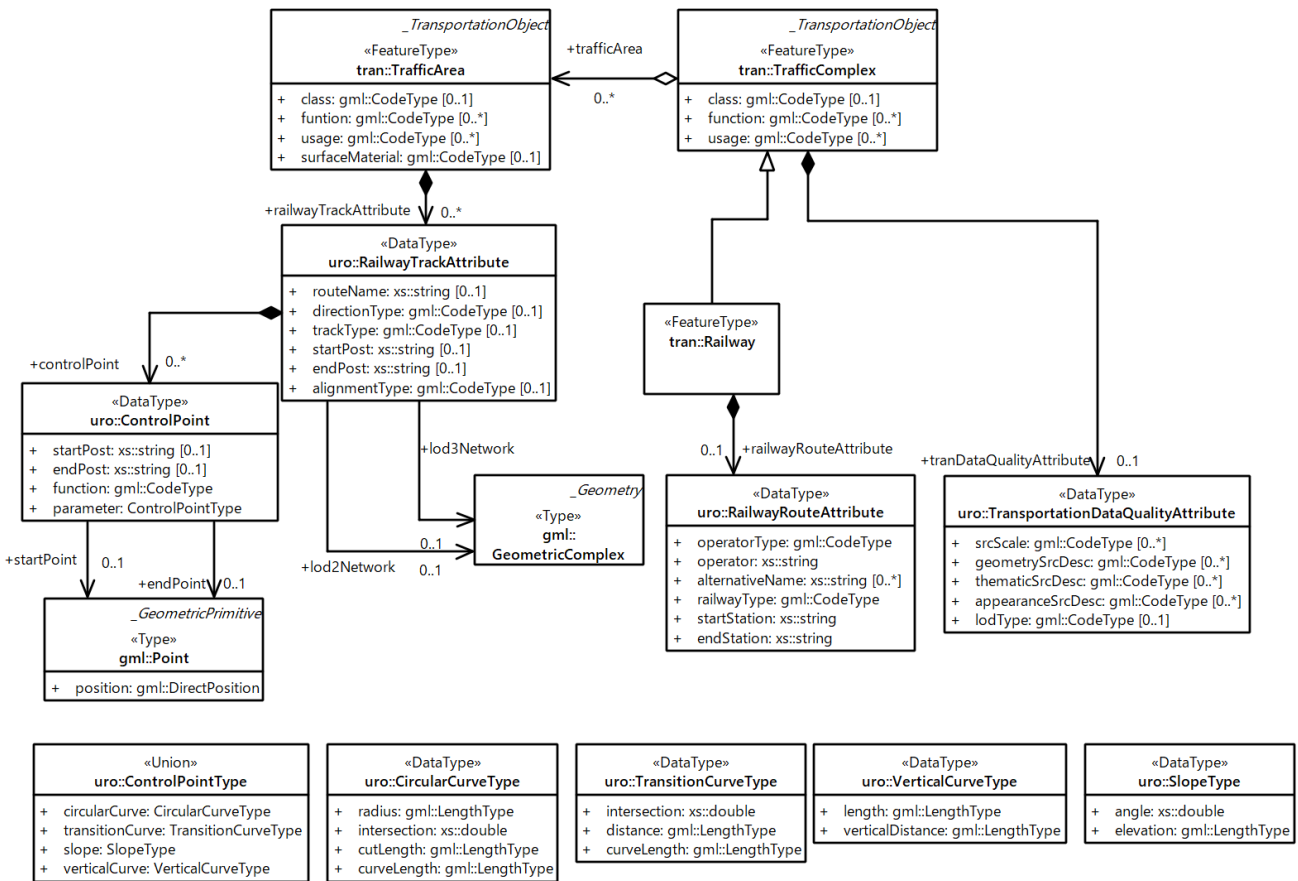 _TransportationObject
«FeatureType»
tran::TrafficArea
+ class: gml::CodeType [0..1]
+ funtion: gml::CodeType [0..*]
+ usage: gml::CodeType [0..*]
+ surfaceMaterial: gml::CodeType [0..1]
+trafficArea
0..*
_TransportationObject
«FeatureType»
tran::TrafficComplex
+ class: gml::CodeType [0..1]
+ function: gml::CodeType [0..*]
+ usage: gml::CodeType [0..*]
+railwayTrackAttribute
0..*
«DataType»
uro::RailwayTrackAttribute
+ routeName: xs::string [0..1]
+ directionType: gml::CodeType [0..1]
+ trackType: gml::CodeType [0..1]
+ startPost: xs::string [0..1]
+ endPost: xs::string [0..1]
+ alignmentType: gml::CodeType [0..1]
«FeatureType»
tran::Railway
+controlPoint
0..*
«DataType»
uro::ControlPoint
+ startPost: xs::string [0..1]
+ endPost: xs::string [0..1]
+ function: gml::CodeType
+ parameter: ControlPointType
+lod3Network
0..1
+lod2Network
0..1
_Geometry
«Type»
gml::
GeometricComplex
0..1
+railwayRouteAttribute
«DataType»
uro::RailwayRouteAttribute
+ operatorType: gml::CodeType
+ operator: xs::string
+ alternativeName: xs::string [0..*]
+ railwayType: gml::CodeType
+ startStation: xs::string
+ endStation: xs::string
+tranDataQualityAttribute
0..1
«DataType»
uro::TransportationDataQualityAttribute
+ srcScale: gml::CodeType [0..*]
+ geometrySrcDesc: gml::CodeType [0..*]
+ thematicSrcDesc: gml::CodeType [0..*]
+ appearanceSrcDesc: gml::CodeType [0..*]
+ lodType: gml::CodeType [0..1]
+startPoint
0..1
+endPoint
0..1
_GeometricPrimitive
«Type»
gml::Point
+ position: gml::DirectPosition
«Union»
uro::ControlPointType
+ circularCurve: CircularCurveType
+ transitionCurve: TransitionCurveType
+ slope: SlopeType
+ verticalCurve: VerticalCurveType
«DataType»
uro::CircularCurveType
+ radius: gml::LengthType
+ intersection: xs::double
+ cutLength: gml::LengthType
+ curveLength: gml::LengthType
«DataType»
uro::TransitionCurveType
+ intersection: xs::double
+ distance: gml::LengthType
+ curveLength: gml::LengthType
«DataType»
uro::VerticalCurveType
+ length: gml::LengthType
+ verticalDistance: gml::LengthType
«DataType»
uro::SlopeType
+ angle: xs::double
+ elevation: gml::LengthType